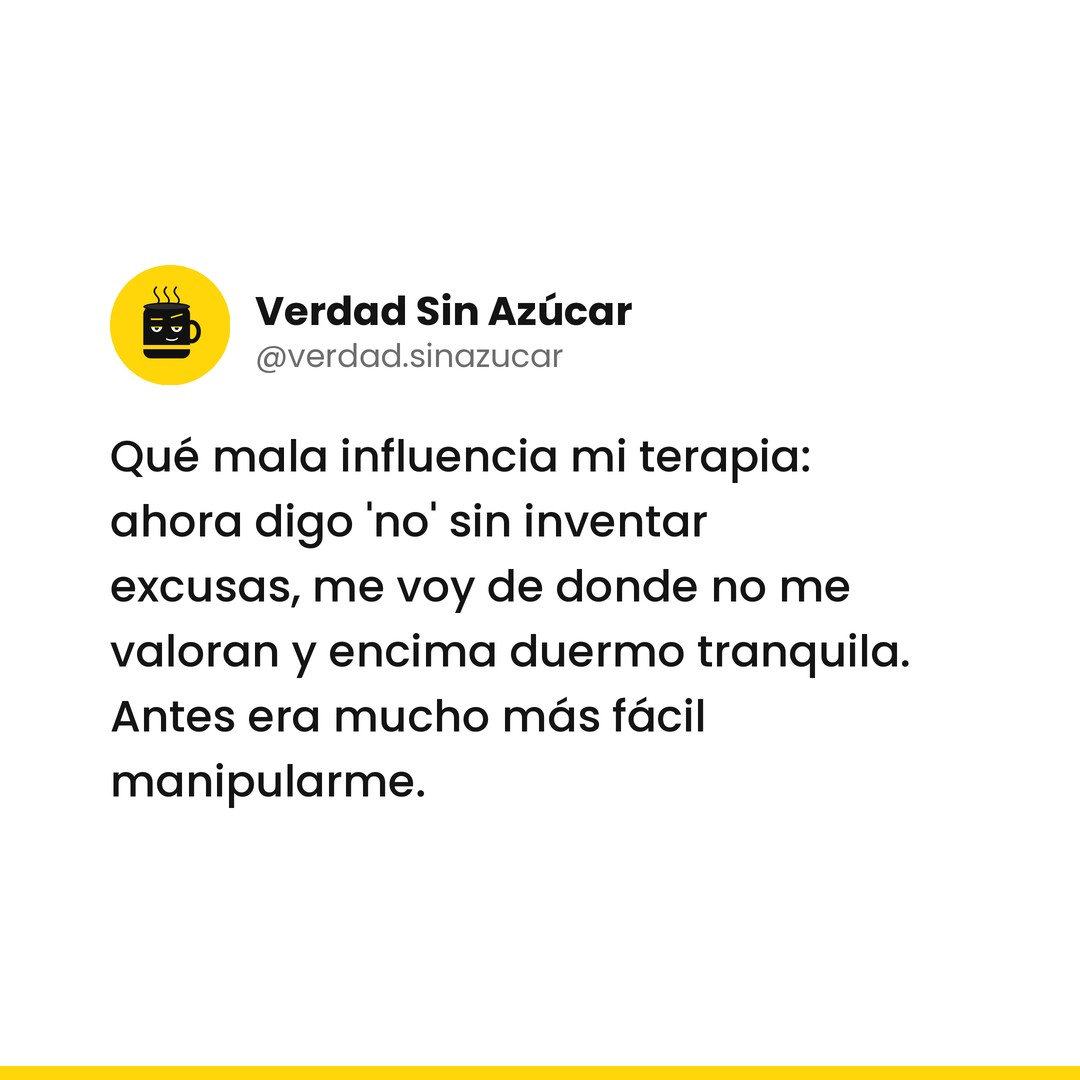 Verdad Sin Azúcar
@verdad.sinazucar
Qué mala influencia mi terapia:
ahora digo 'no' sin inventar
excusas, me voy de donde no me
valoran y encima duermo tranquila.
Antes era mucho más fácil
manipularme.